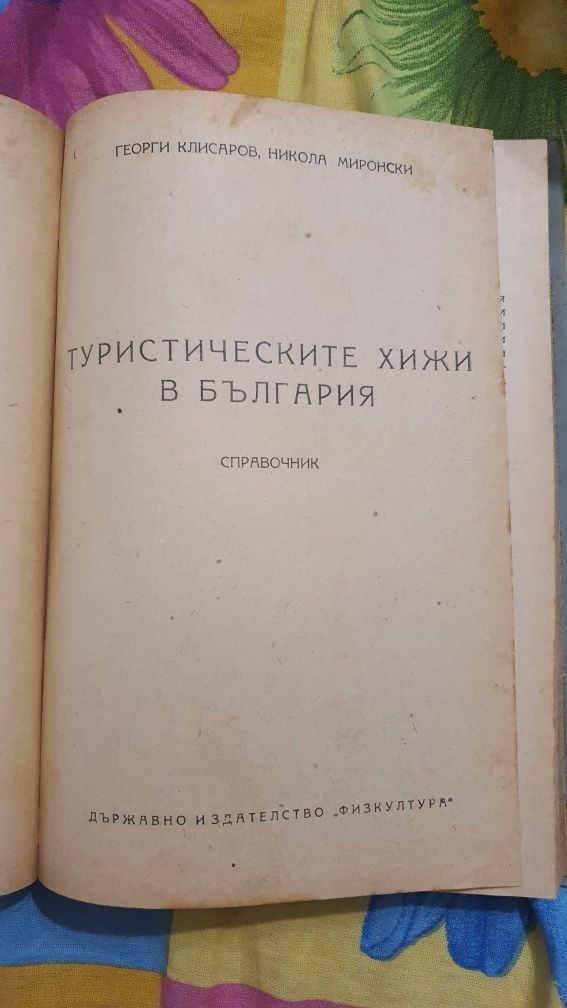 ГЕОРГИ КЛИСАРОВ, НИКОЛА МИРОНСКИ
ТУРИСТИЧЕСКИТЕ ХИЖИ
В БЪЛГАРИЯ
СПРАВОЧНИК
ДЪРЖАВНО ИЗДАТЕЛСТВО „ФИЗКУЛТУРА“